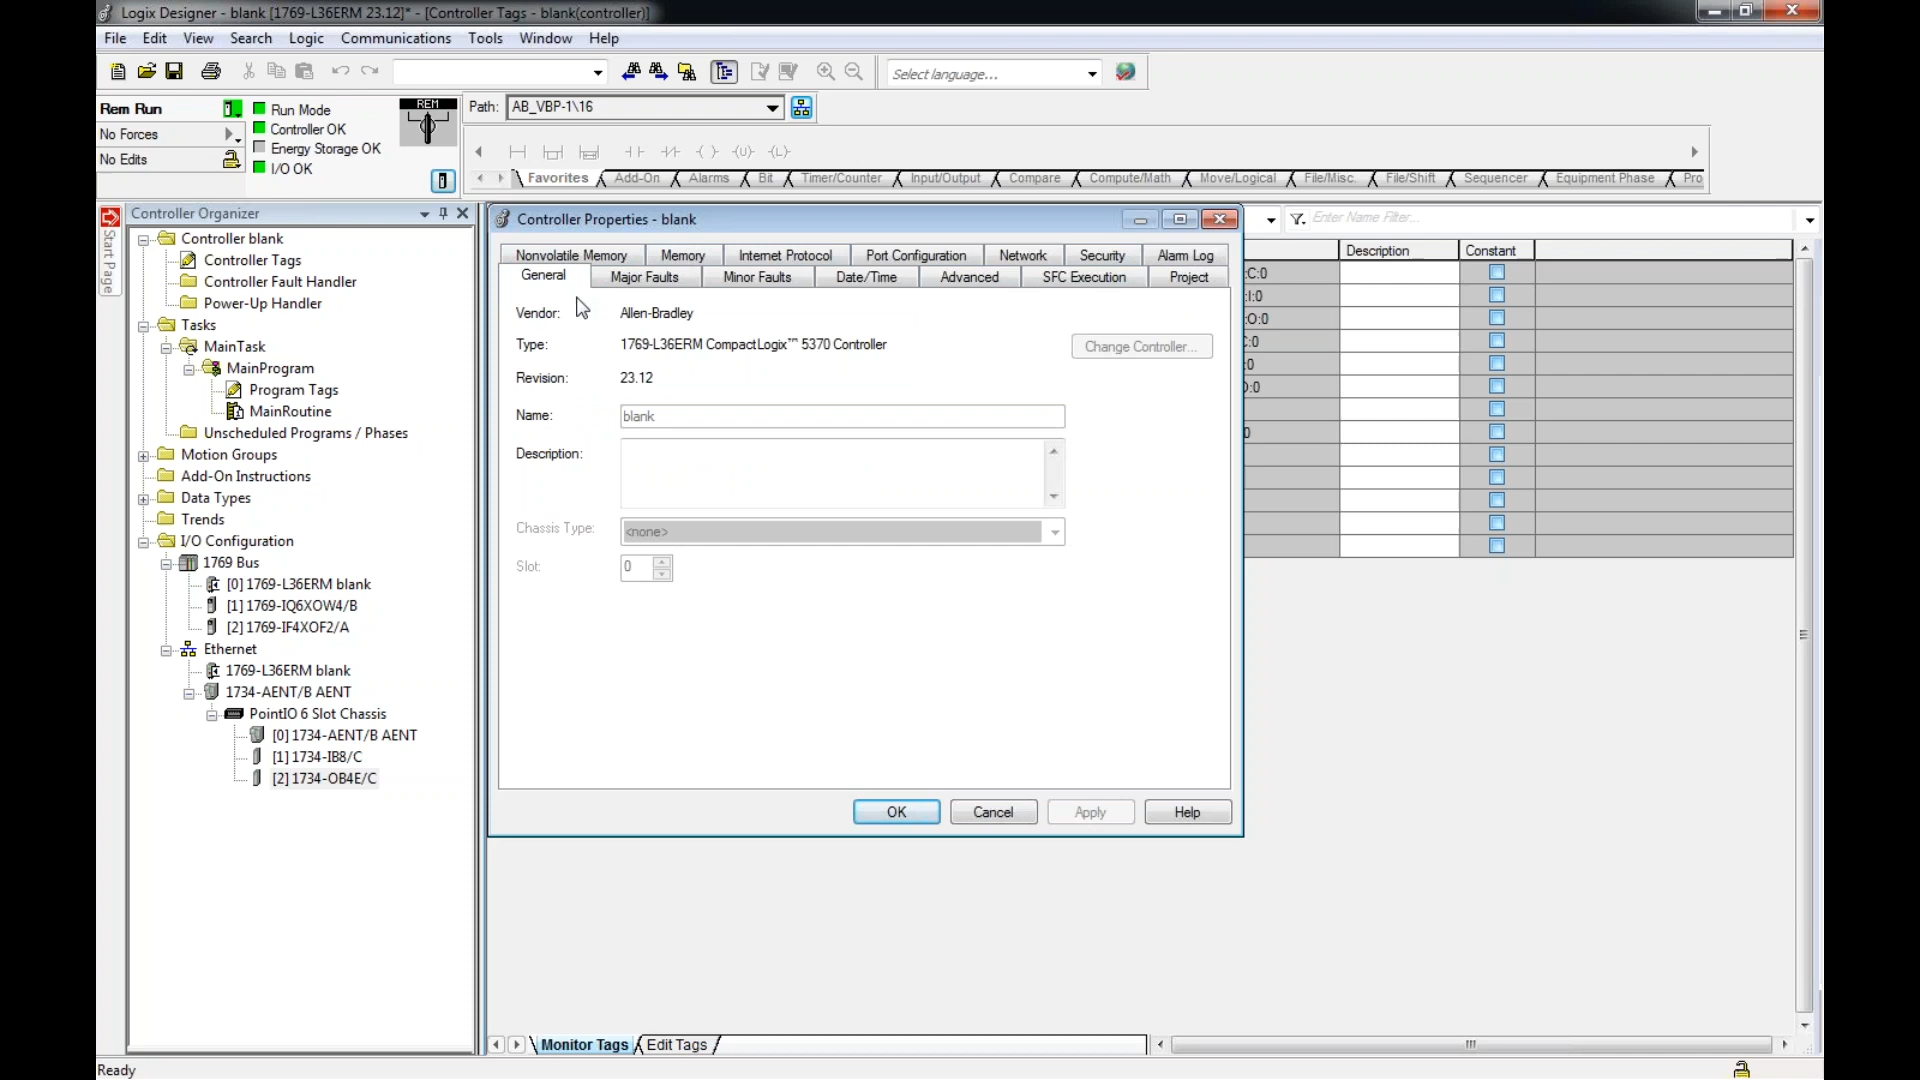 Logix Designer - blank [1769-L36ERM 23.12]* - [Controller Tags - blank(controller)]
File Edit View Search Logic Communications Tools Window Help
Select language...
Rem Run
No Forces
No Edits
Run Mode
Controller OK
Energy Storage OK
I/O OK
REM
Path: AB_VBP-1\16
Favorites Add-On Alarms Bit Timer/Counter Input/Output Compare Compute/Math Move/Logical File/Misc. File/Shift Sequencer Equipment Phase Pro
Start Page
Controller Organizer
Controller blank
Controller Tags
Controller Fault Handler
Power-Up Handler
Tasks
MainTask
MainProgram
Program Tags
MainRoutine
Unscheduled Programs / Phases
Motion Groups
Add-On Instructions
Data Types
Trends
I/O Configuration
1769 Bus
[0] 1769-L36ERM blank
[1] 1769-IQ6XOW4/B
[2] 1769-IF4XOF2/A
Ethernet
1769-L36ERM blank
1734-AENT/B AENT
PointIO 6 Slot Chassis
[0] 1734-AENT/B AENT
[1] 1734-IB8/C
[2] 1734-OB4E/C
Controller Properties - blank
Nonvolatile Memory Memory Internet Protocol Port Configuration Network Security Alarm Log
General Major Faults Minor Faults Date/Time Advanced SFC Execution Project
Vendor: Allen-Bradley
Type: 1769-L36ERM CompactLogix™ 5370 Controller
Change Controller...
Revision: 23.12
Name: blank
Description:
Chassis Type: <none>
Slot: 0
OK Cancel Apply Help
Enter Name Filter...
Description Constant
:C:0
:I:0
:O:0
:0
:0
:0
0
Monitor Tags Edit Tags
Ready